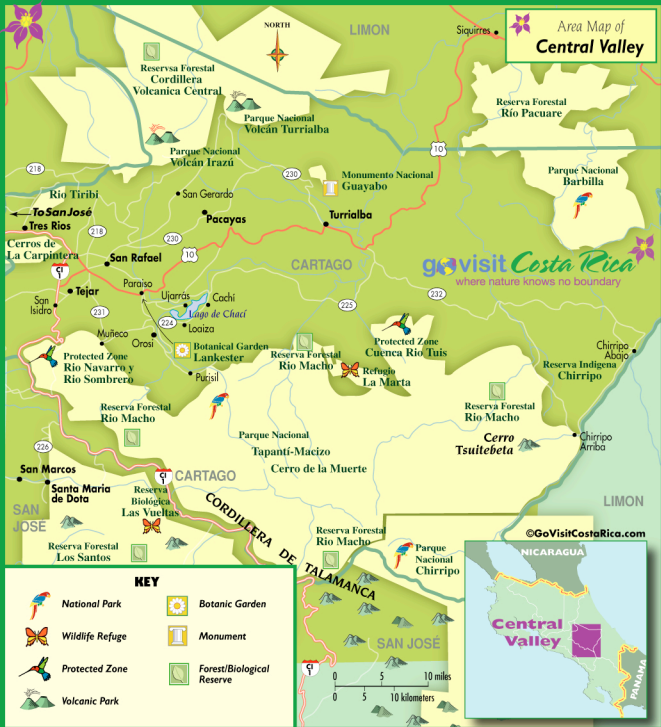 Area Map of
Central Valley
NORTH
LIMON
Siquirres
Reservsa Forestal
Cordillera
Volcanica Central
Parque Nacional
Volcán Turrialba
Parque Nacional
Volcán Irazú
Reserva Forestal
Río Pacuare
10
Parque Nacional
Barbilla
218
230
Monumento Nacional
Guayabo
Rio Tiribi
San Gerardo
To San José
Tres Rios
Pacayas
Turrialba
218
230
Cerros de
La Carpintera
10
San Rafael
CARTAGO
govisit Costa Rica
where nature knows no boundary
CI
1
Paraiso
Tejar
Ujarrás
Cachí
232
225
San
Isidro
Lago de Chací
231
224
Loaiza
Muñeco
Orosi
Botanical Garden
Lankester
Reserva Forestal
Rio Macho
Protected Zone
Cuenca Rio Tuis
Chirripo
Abajo
Protected Zone
Rio Navarro y
Rio Sombrero
Refugio
La Marta
Reserva Indigena
Chirripo
Purisil
Reserva Forestal
Rio Macho
Reserva Forestal
Rio Macho
Parque Nacional
Tapantí-Macizo
Cerro de la Muerte
Cerro
Tsuitebeta
Chirripo
Arriba
226
San Marcos
Santa Maria
de Dota
CI
1
CARTAGO
Reserva
Biológica
Las Vueltas
SAN
JOSÉ
LIMON
CORDILLERA DE TALAMANCA
Reserva Forestal
Los Santos
Reserva Forestal
Rio Macho
Parque
Nacional
Chirripo
©GoVisitCostaRica.com
KEY
National Park
Botanic Garden
Wildlife Refuge
Monument
Protected Zone
Forest/Biological
Reserve
Volcanic Park
SAN JOSÉ
CI
1
0 5 10 miles
0 5 10 kilometers
NICARAGUA
Central
Valley
PANAMA